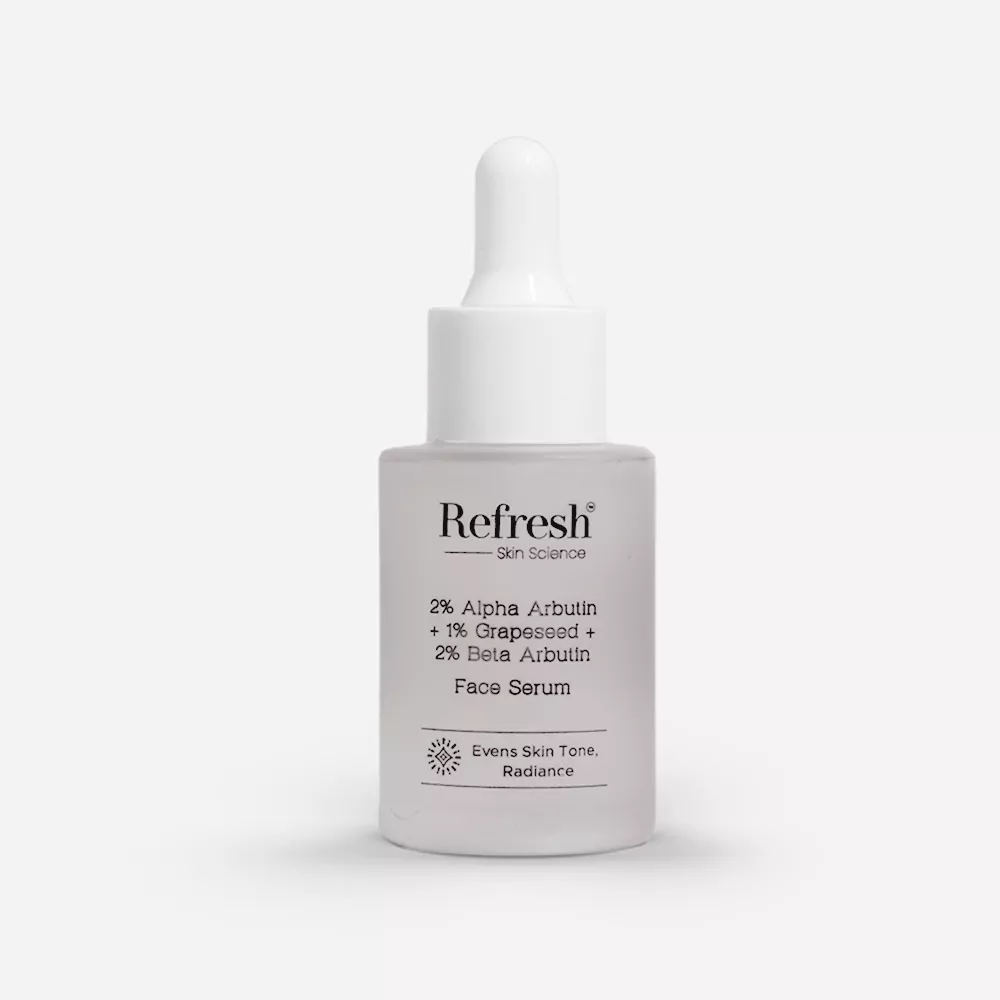 Refresh
Skin Science
2% Alpha Arbutin
+ 1% Grapeseed +
2% Beta Arbutin
Face Serum
Evens Skin Tone,
Radiance